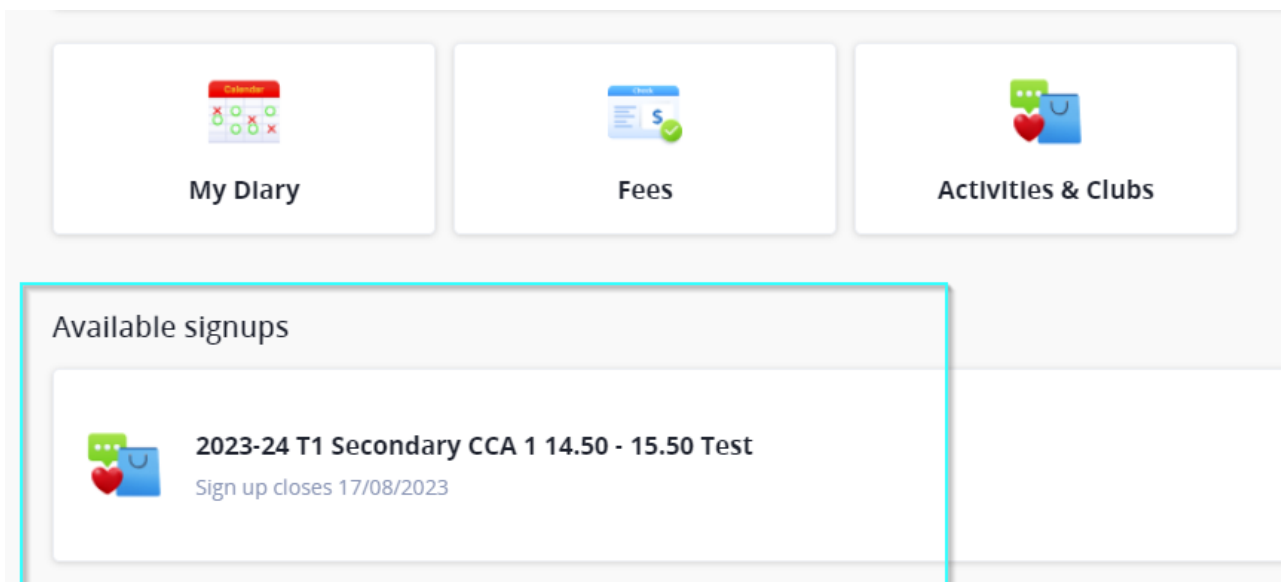 Calendar
Check
$
My Diary
Fees
Activities & Clubs
Available signups
2023-24 T1 Secondary CCA 1 14.50 - 15.50 Test
Sign up closes 17/08/2023